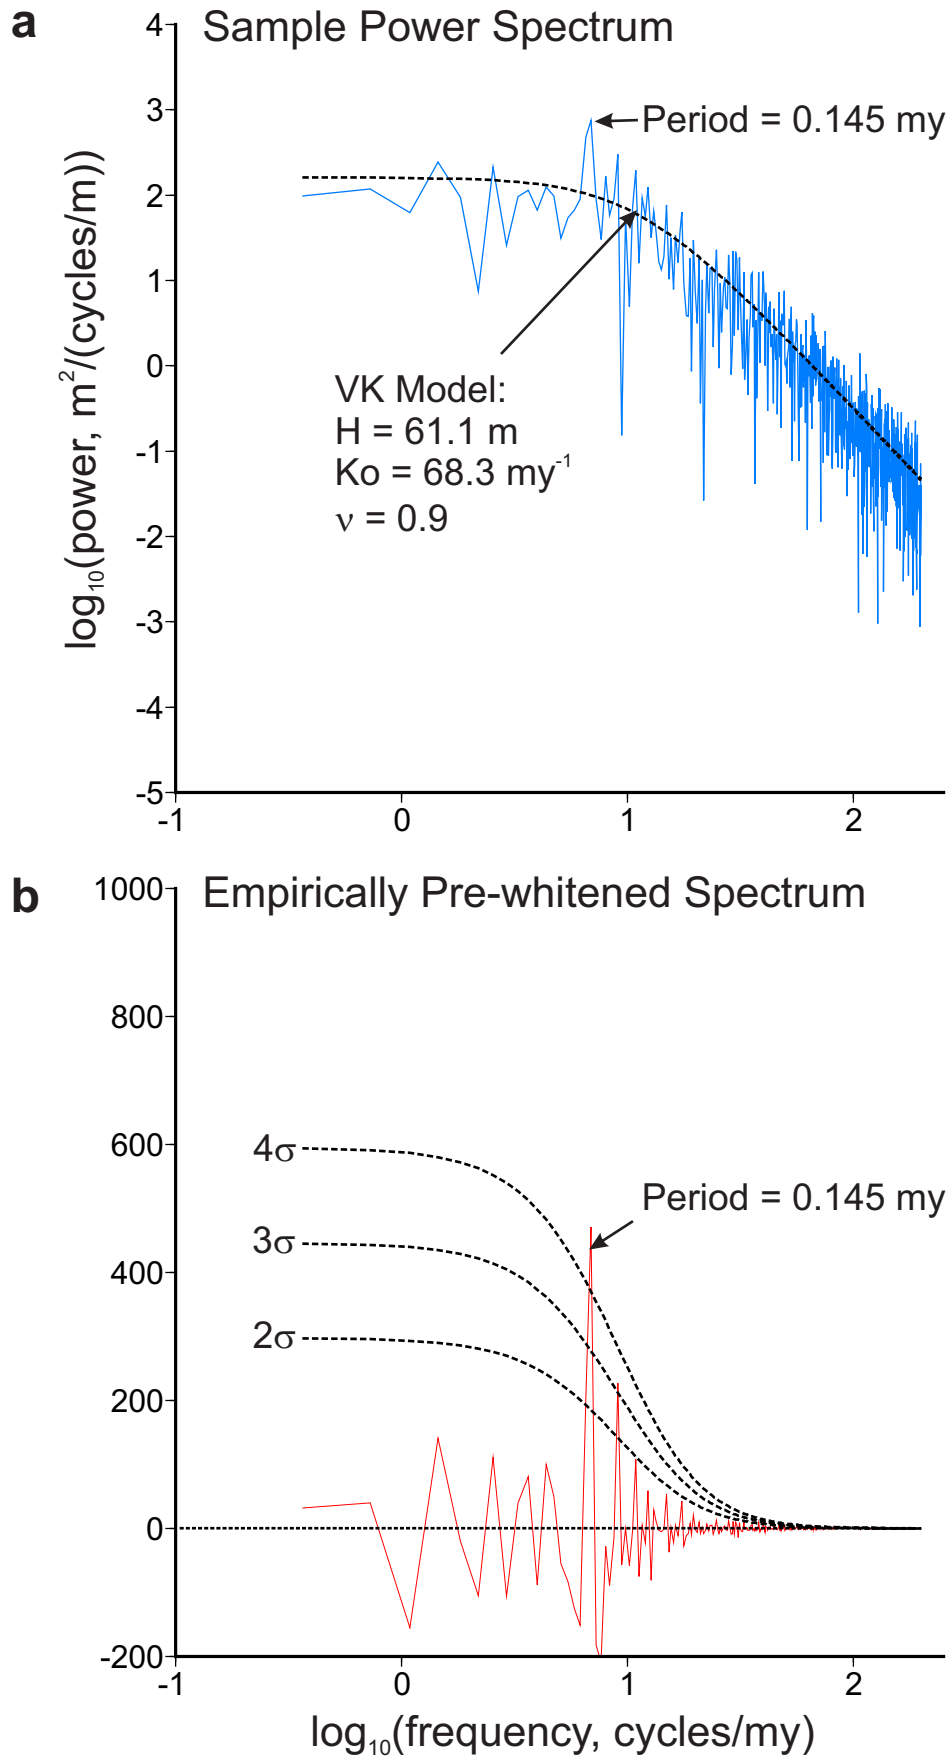 a Sample Power Spectrum
4
3
2
1
0
-1
-2
-3
-4
-5
log₁₀(power, m²/(cycles/m))
Period = 0.145 my
VK Model:
H = 61.1 m
Ko = 68.3 my⁻¹
ν = 0.9
-1 0 1 2
b Empirically Pre-whitened Spectrum
1000
800
600
400
200
0
-200
4σ
3σ
2σ
Period = 0.145 my
-1 0 1 2
log₁₀(frequency, cycles/my)